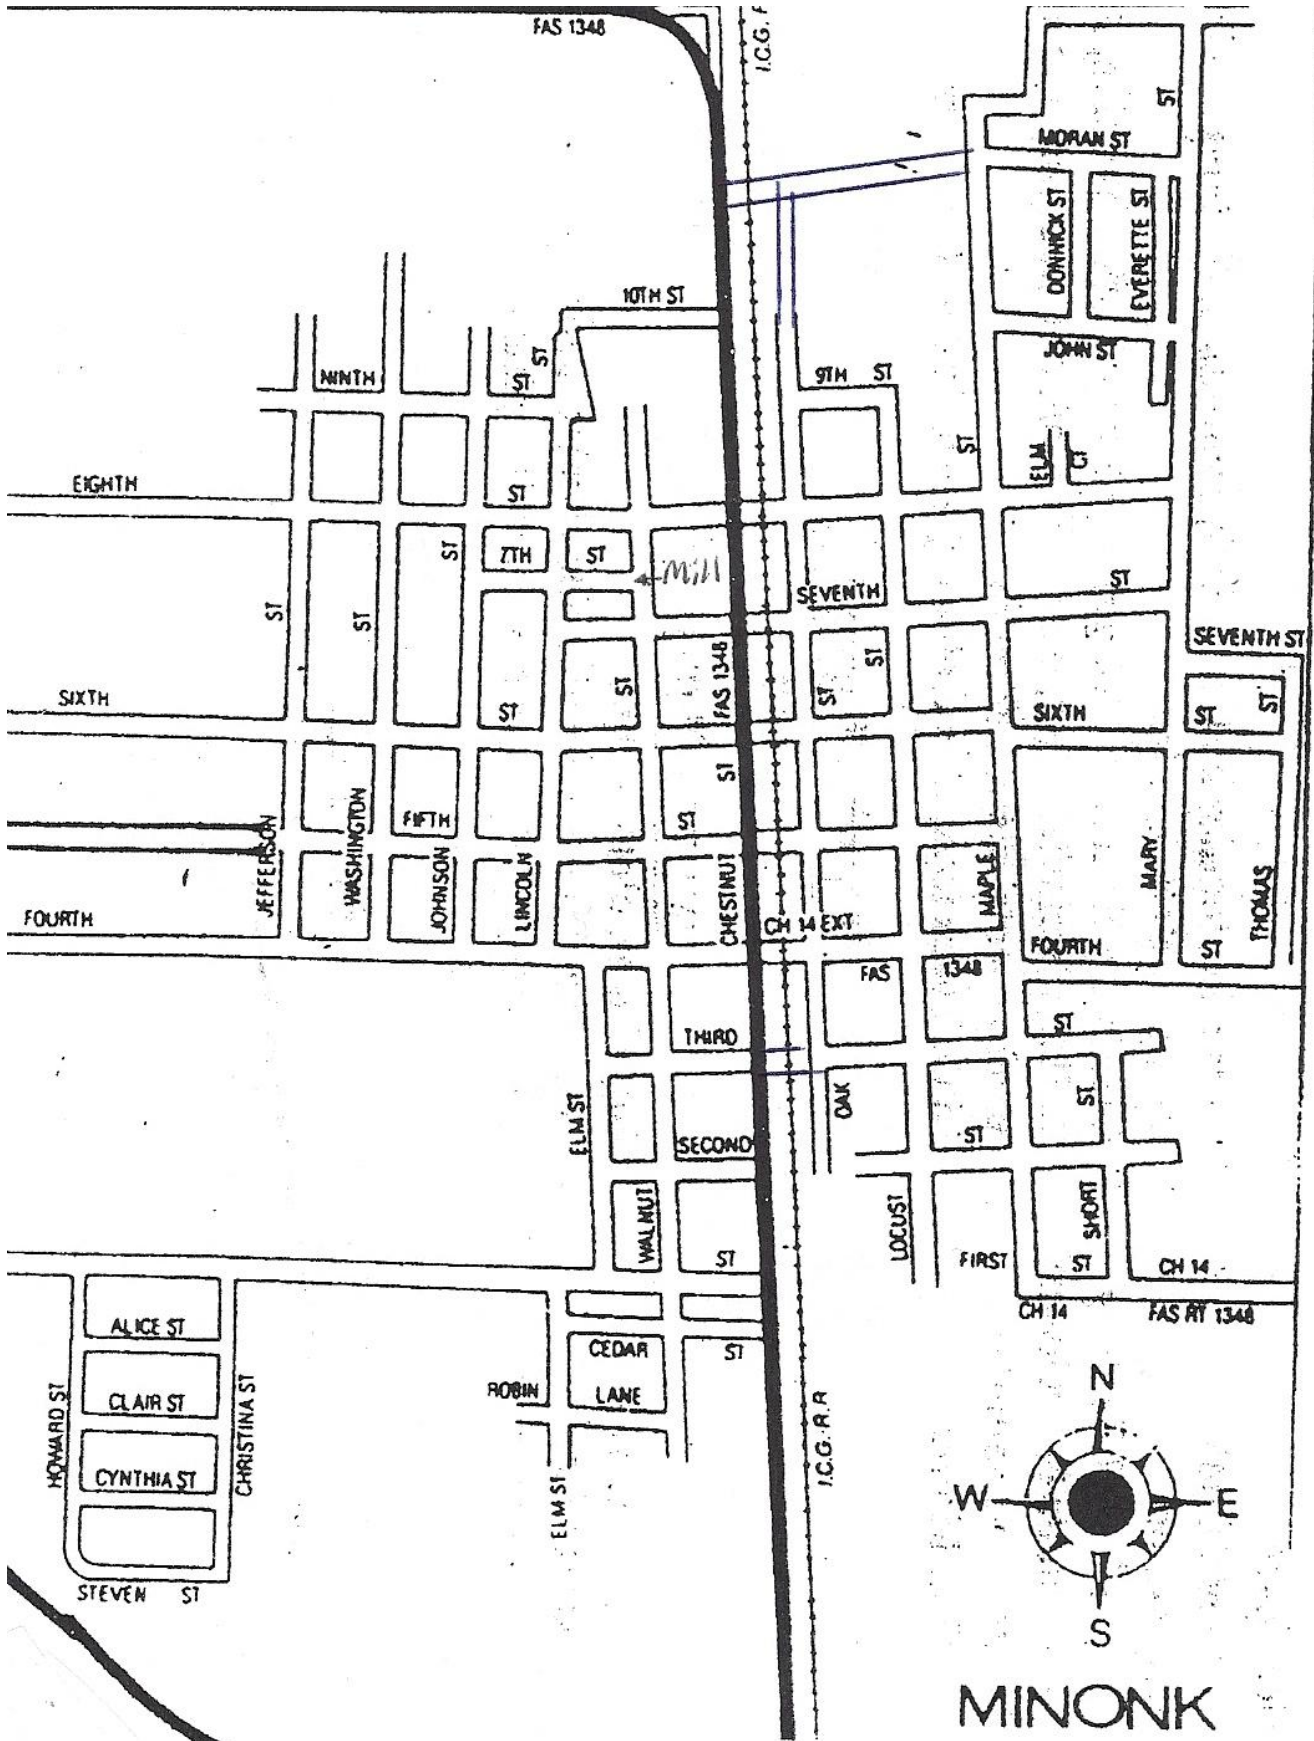 FAS 1348
I.C.G.
ST
MORAN ST
DONNICK ST
EVERETTE ST
10TH ST
JOHN ST
ST
NINTH
ST
9TH ST
ST
ELM
CT
EIGHTH
ST
ST
7TH
ST
SEVENTH
ST
ST
ST
SEVENTH ST
FAS 1348
ST
ST
ST
ST
SIXTH
ST
SIXTH
ST
ST
FIFTH
ST
JEFFERSON
WASHINGTON
JOHNSON
LINCOLN
CHESTNUT
MAPLE
MARY
THOMAS
FOURTH
CH 14 EXT
FOURTH
ST
FAS
1348
THIRD
ST
ELM ST
OAK
ST
SECOND
ST
WALNUT
LOCUST
SHORT
ST
FIRST
ST
CH 14
CH 14
FAS RT 1348
ALICE ST
CEDAR
ST
CLAIR ST
ROBIN
LANE
HOWARD ST
CHRISTINA ST
CYNTHIA ST
ELM ST
I.C.G. R.R
STEVEN ST
N
W
E
S
MINONK